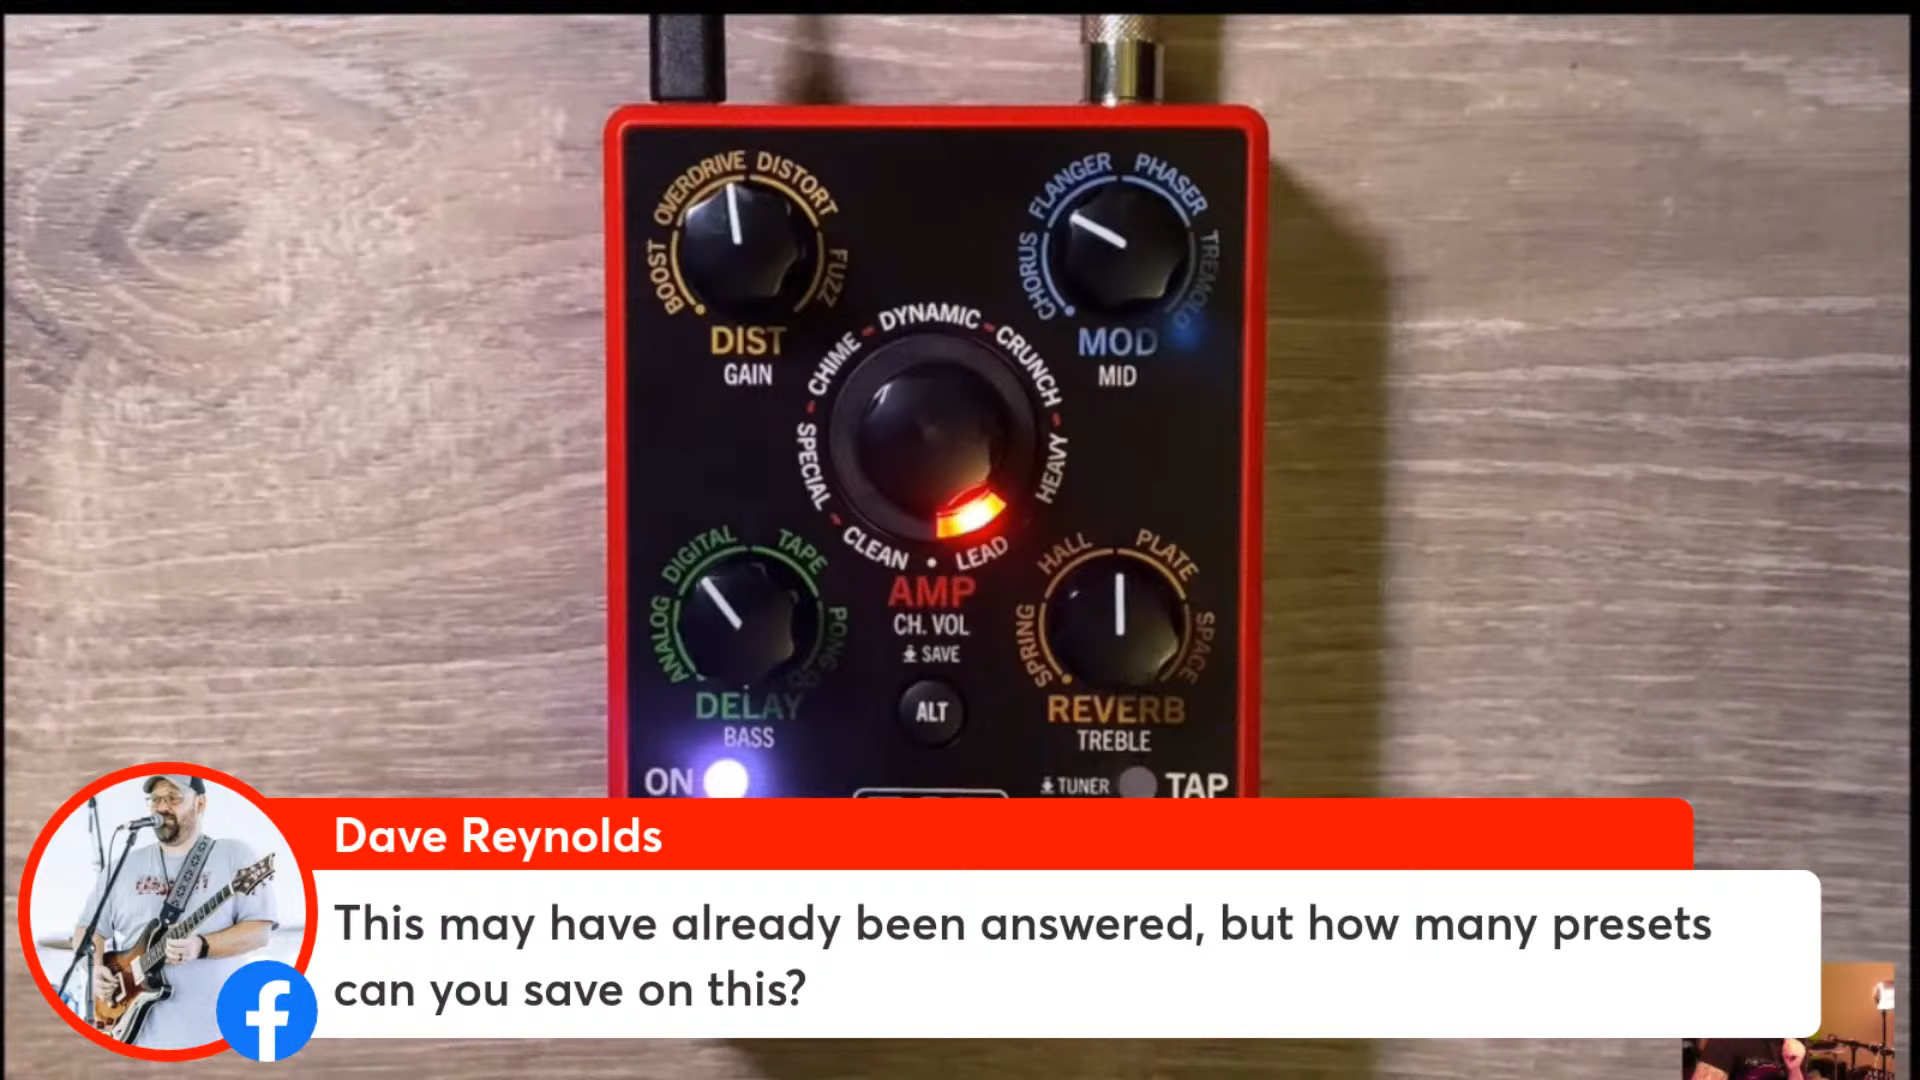 OVERDRIVE DISTORT
BOOST
FUZZ
DIST
GAIN
FLANGER PHASER
CHORUS
TREMOLO
MOD
MID
DYNAMIC
CHIME
CRUNCH
SPECIAL
HEAVY
CLEAN • LEAD
AMP
CH. VOL
SAVE
ALT
DIGITAL TAPE
ANALOG
PONG
DELAY
BASS
HALL PLATE
SPRING
SPACE
REVERB
TREBLE
ON
TUNER TAP
Dave Reynolds
This may have already been answered, but how many presets
can you save on this?